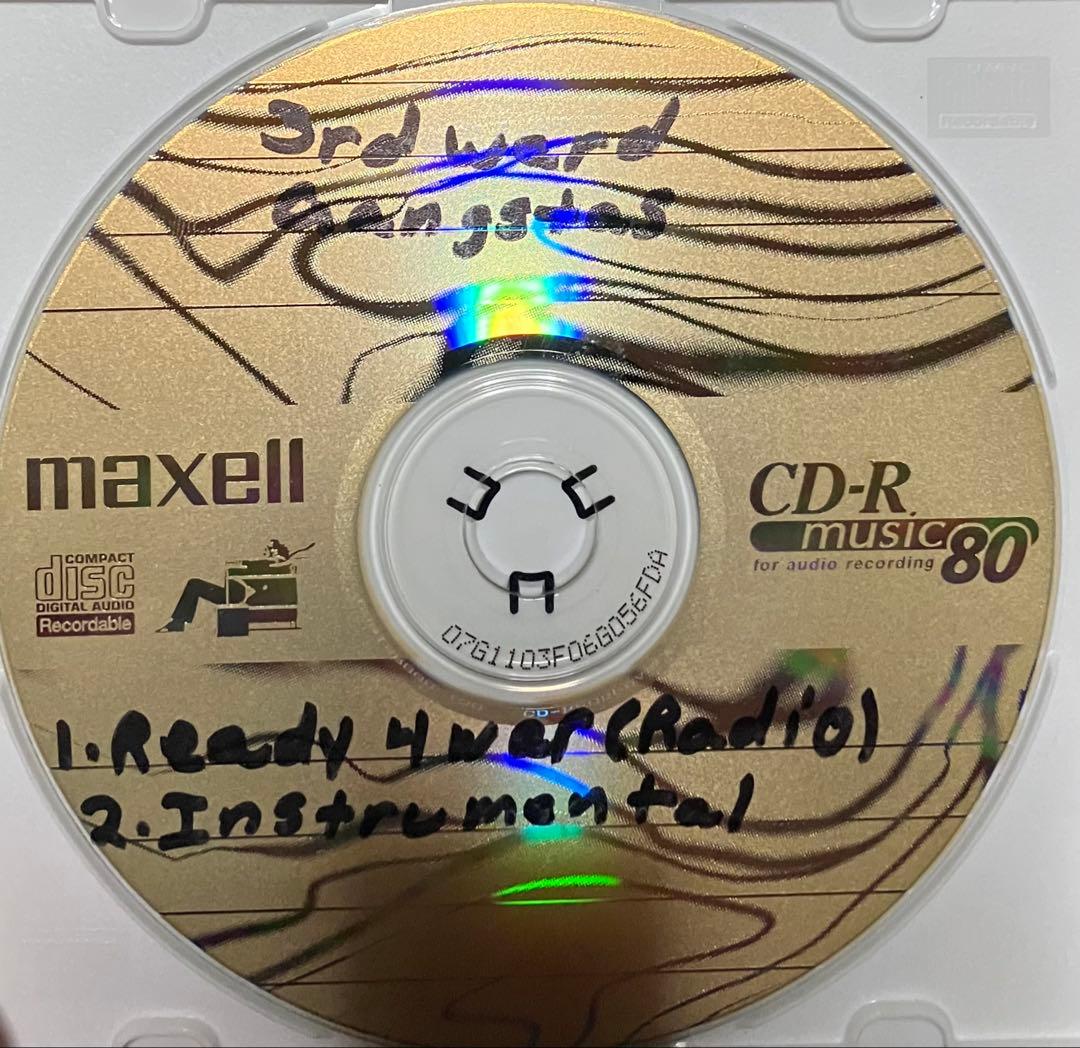 3rd ward
Gangstas
maxell
CD-R
music 80
for audio recording
COMPACT
disc
DIGITAL AUDIO
Recordable
07G1103F06G056FDA
1. Ready 4 war (Radio)
2. Instrumental